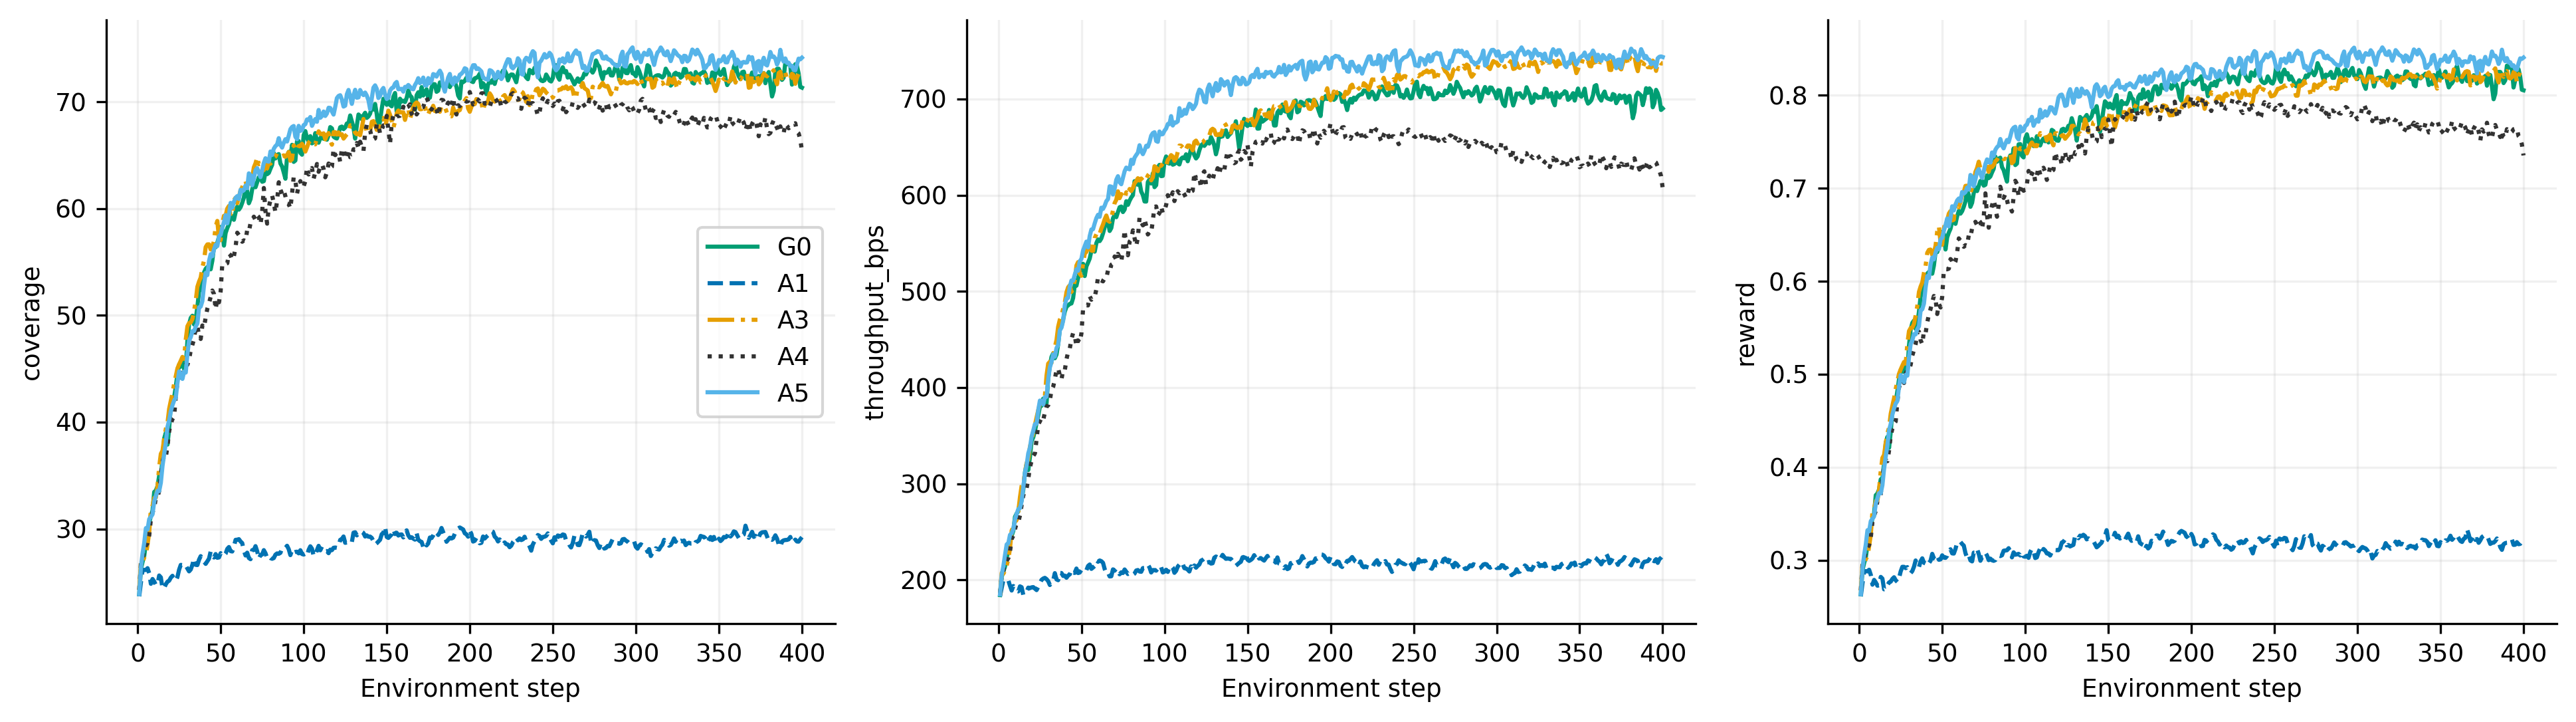 coverage
70
60
50
40
30
0 50 100 150 200 250 300 350 400
Environment step
G0
A1
A3
A4
A5
throughput_bps
700
600
500
400
300
200
0 50 100 150 200 250 300 350 400
Environment step
reward
0.8
0.7
0.6
0.5
0.4
0.3
0 50 100 150 200 250 300 350 400
Environment step